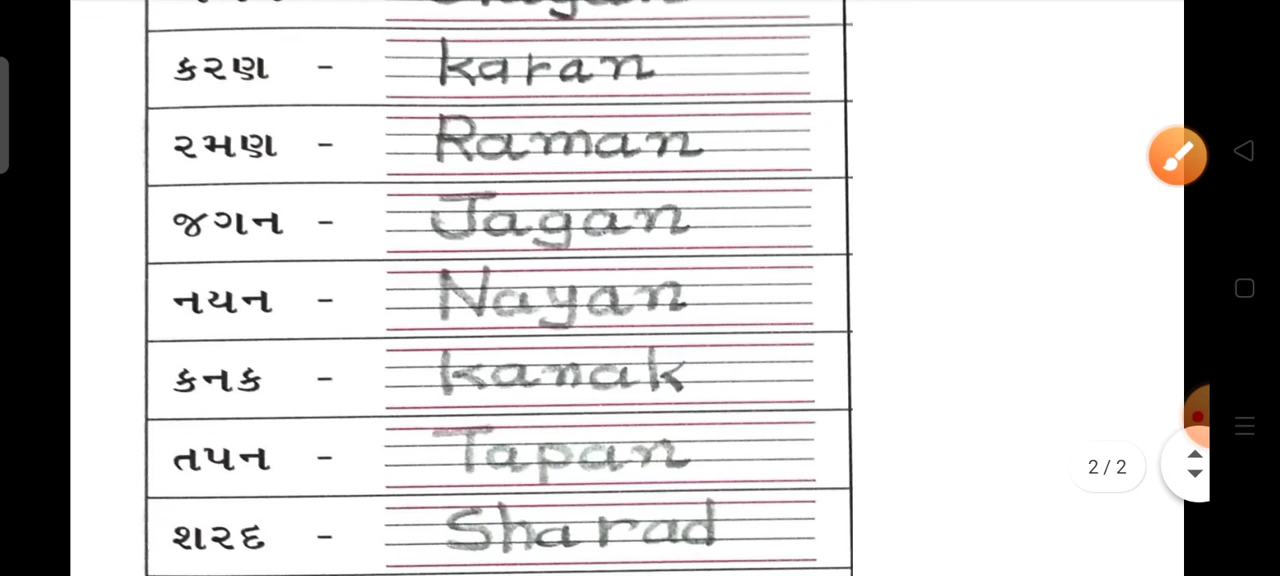 કરણ - karan
રમણ - Raman
જગન - Jagan
નયન - Nayan
કનક - kanak
તપન - Tapan
શરદ - Sharad
2/2